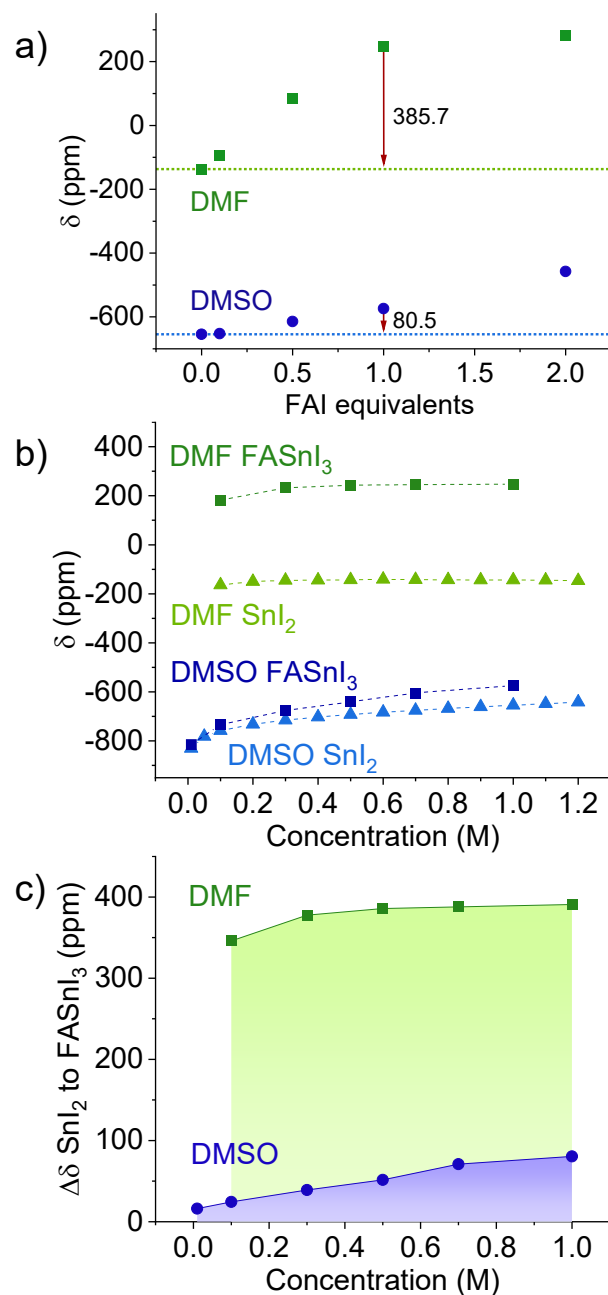 a)
δ (ppm)
200
0
-200
-400
-600
385.7
DMF
DMSO
80.5
0.0 0.5 1.0 1.5 2.0
FAI equivalents
b)
δ (ppm)
400
200
0
-200
-400
-600
-800
DMF FASnI₃
DMF SnI₂
DMSO FASnI₃
DMSO SnI₂
0.0 0.2 0.4 0.6 0.8 1.0 1.2
Concentration (M)
c)
Δδ SnI₂ to FASnI₃ (ppm)
400
300
200
100
0
DMF
DMSO
0.0 0.2 0.4 0.6 0.8 1.0
Concentration (M)